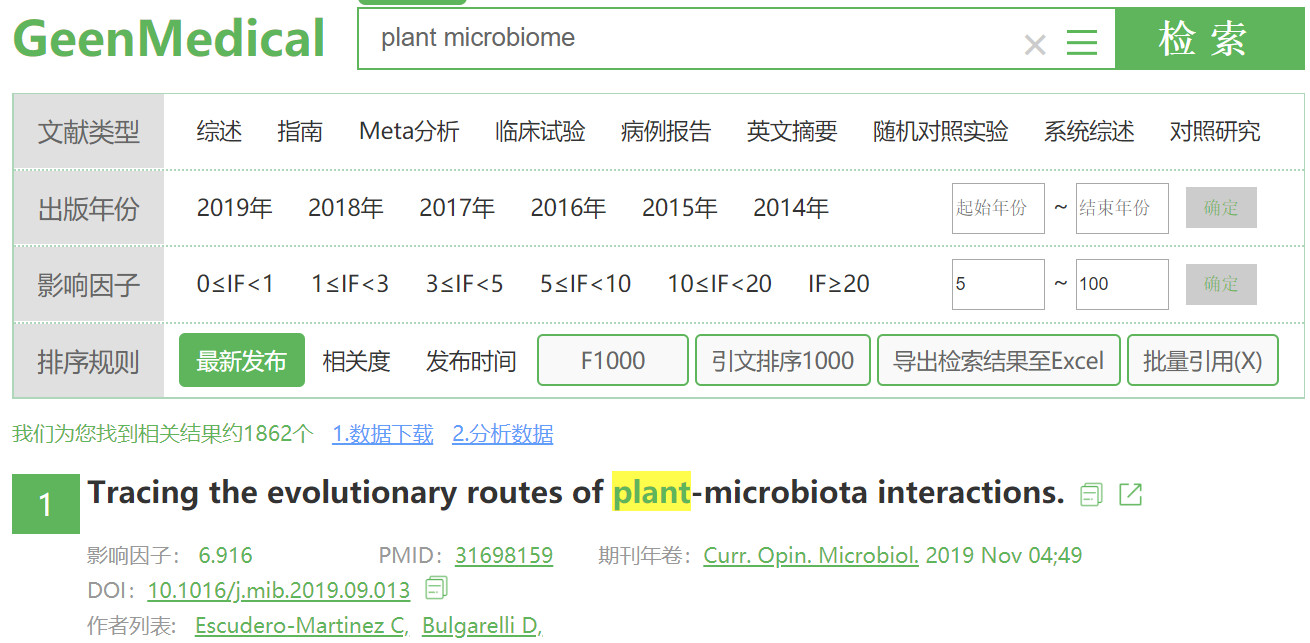 GeenMedical
plant microbiome
检 索
文献类型 综述 指南 Meta分析 临床试验 病例报告 英文摘要 随机对照实验 系统综述 对照研究
出版年份 2019年 2018年 2017年 2016年 2015年 2014年 起始年份 ~ 结束年份 确定
影响因子 0≤IF<1 1≤IF<3 3≤IF<5 5≤IF<10 10≤IF<20 IF≥20 5 ~ 100 确定
排序规则 最新发布 相关度 发布时间 F1000 引文排序1000 导出检索结果至Excel 批量引用(X)
我们为您找到相关结果约1862个 1.数据下载 2.分析数据
1 Tracing the evolutionary routes of plant-microbiota interactions.
影响因子: 6.916 PMID: 31698159 期刊年卷: Curr. Opin. Microbiol. 2019 Nov 04;49
DOI: 10.1016/j.mib.2019.09.013
作者列表: Escudero-Martinez C, Bulgarelli D,